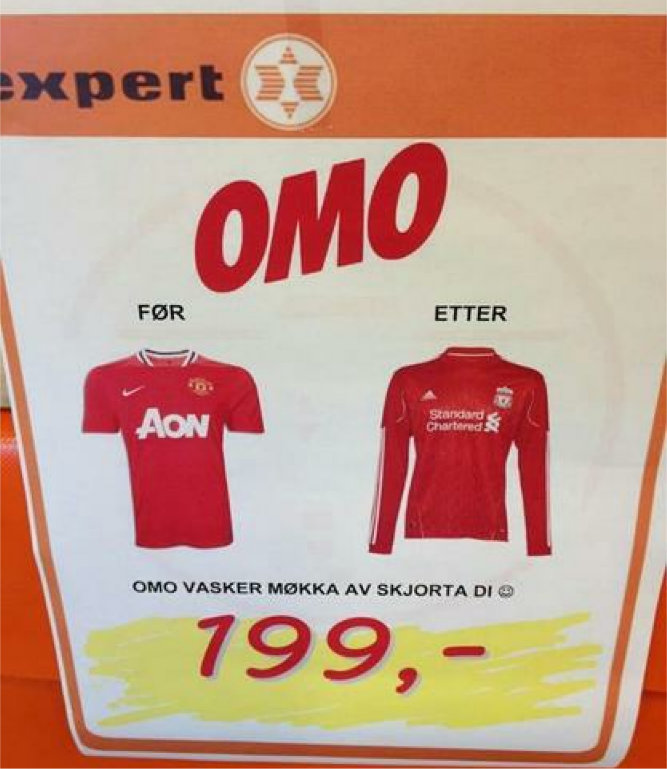 expert
OMO
FØR
ETTER
AON
Standard
Chartered
OMO VASKER MØKKA AV SKJORTA DI ☺
199,-